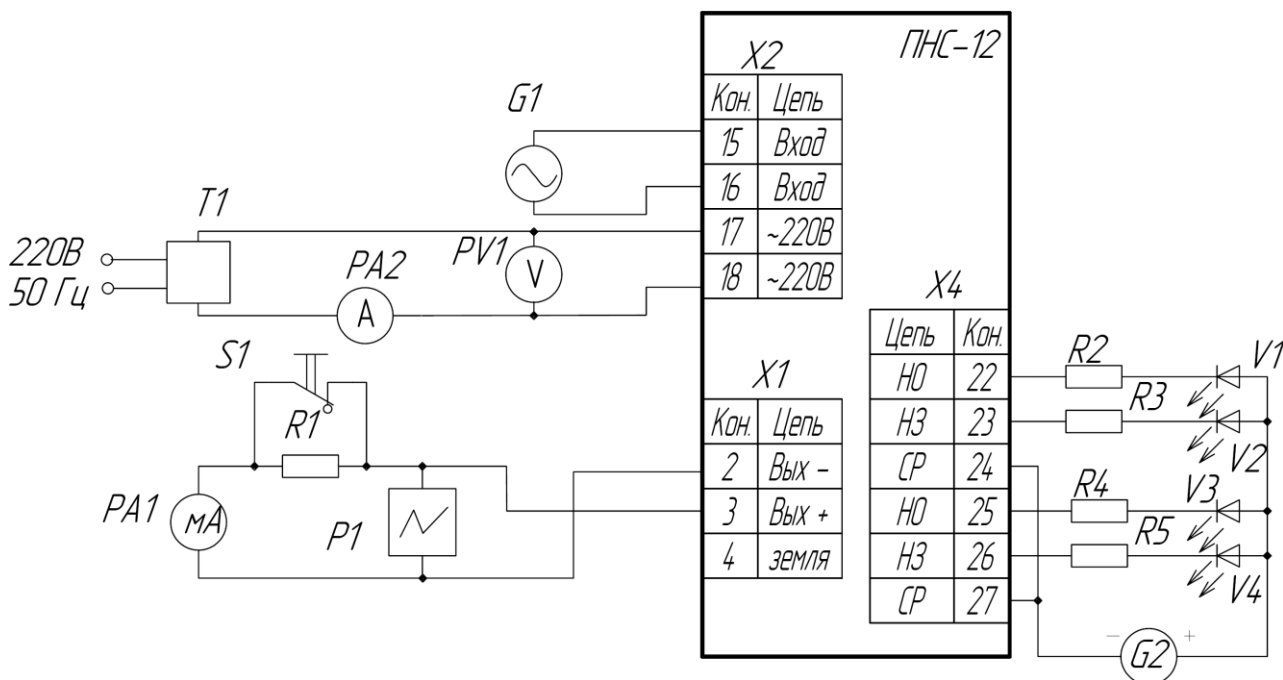 ПНС-12
X2
Кон. Цепь
15 Вход
16 Вход
17 ~220В
18 ~220В
G1
T1
220В
50 Гц
PA2
A
PV1
V
S1
R1
PA1
мА
P1
X1
Кон. Цепь
2 Вых -
3 Вых +
4 земля
X4
Цепь Кон.
НО 22
НЗ 23
СР 24
НО 25
НЗ 26
СР 27
R2
V1
R3
V2
R4
V3
R5
V4
- G2 +